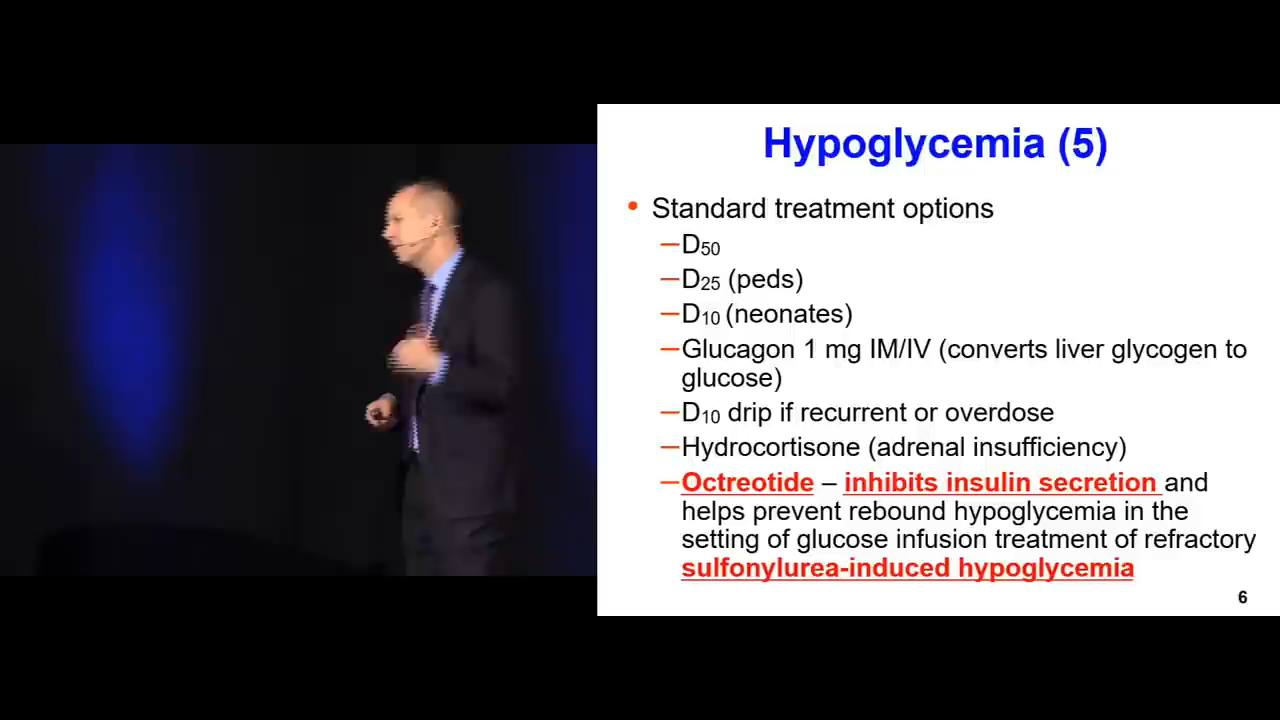 Hypoglycemia (5)
• Standard treatment options
–D50
–D25 (peds)
–D10 (neonates)
–Glucagon 1 mg IM/IV (converts liver glycogen to
glucose)
–D10 drip if recurrent or overdose
–Hydrocortisone (adrenal insufficiency)
–Octreotide – inhibits insulin secretion and
helps prevent rebound hypoglycemia in the
setting of glucose infusion treatment of refractory
sulfonylurea-induced hypoglycemia
6